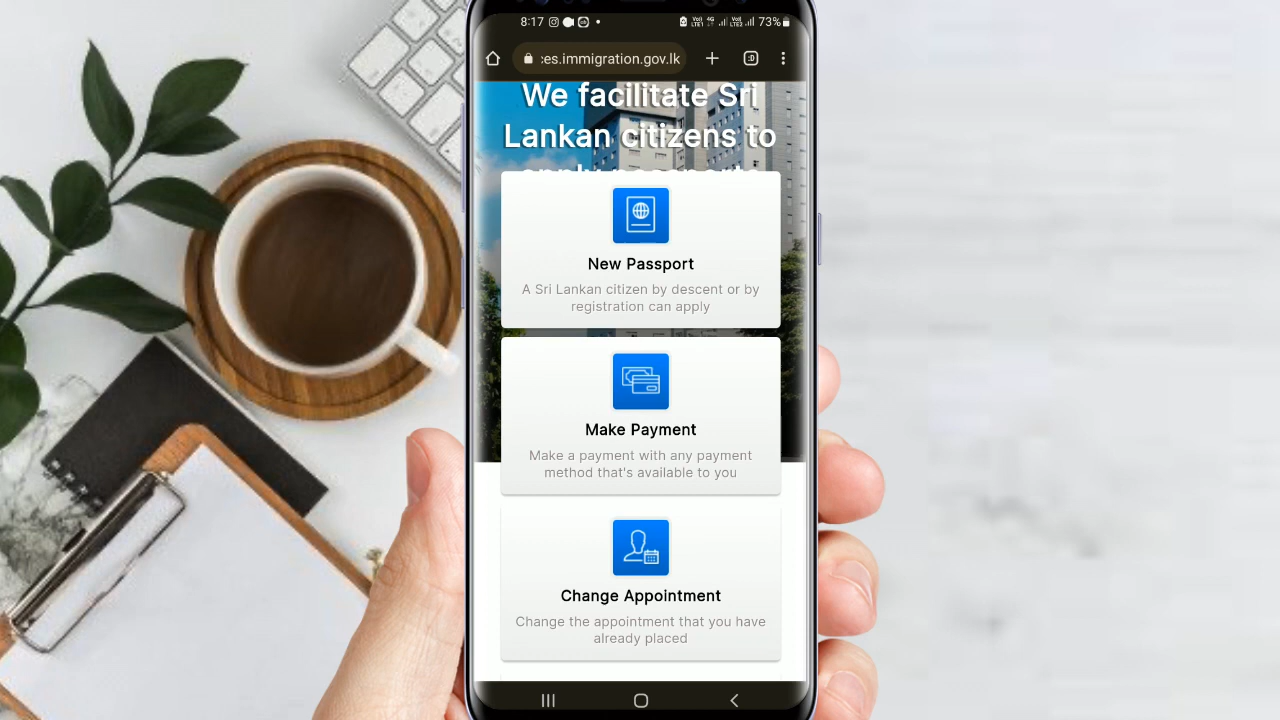 8:17
73%
:es.immigration.gov.lk
:D
We facilitate Sri
Lankan citizens to
New Passport
A Sri Lankan citizen by descent or by
registration can apply
Make Payment
Make a payment with any payment
method that's available to you
Change Appointment
Change the appointment that you have
already placed